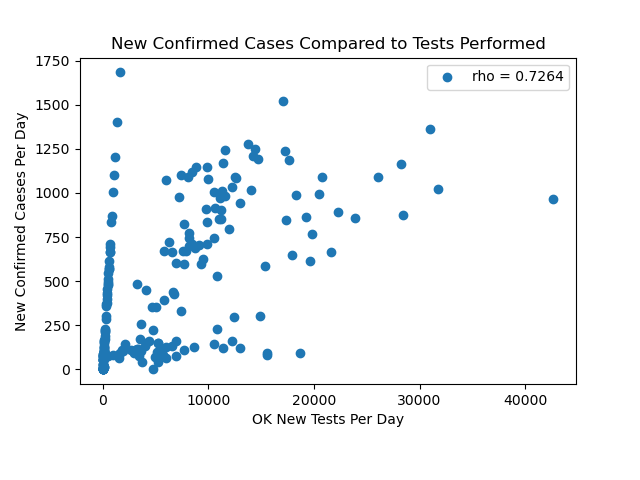 New Confirmed Cases Compared to Tests Performed
rho = 0.7264
New Confirmed Caeses Per Day
1750
1500
1250
1000
750
500
250
0
0 10000 20000 30000 40000
OK New Tests Per Day